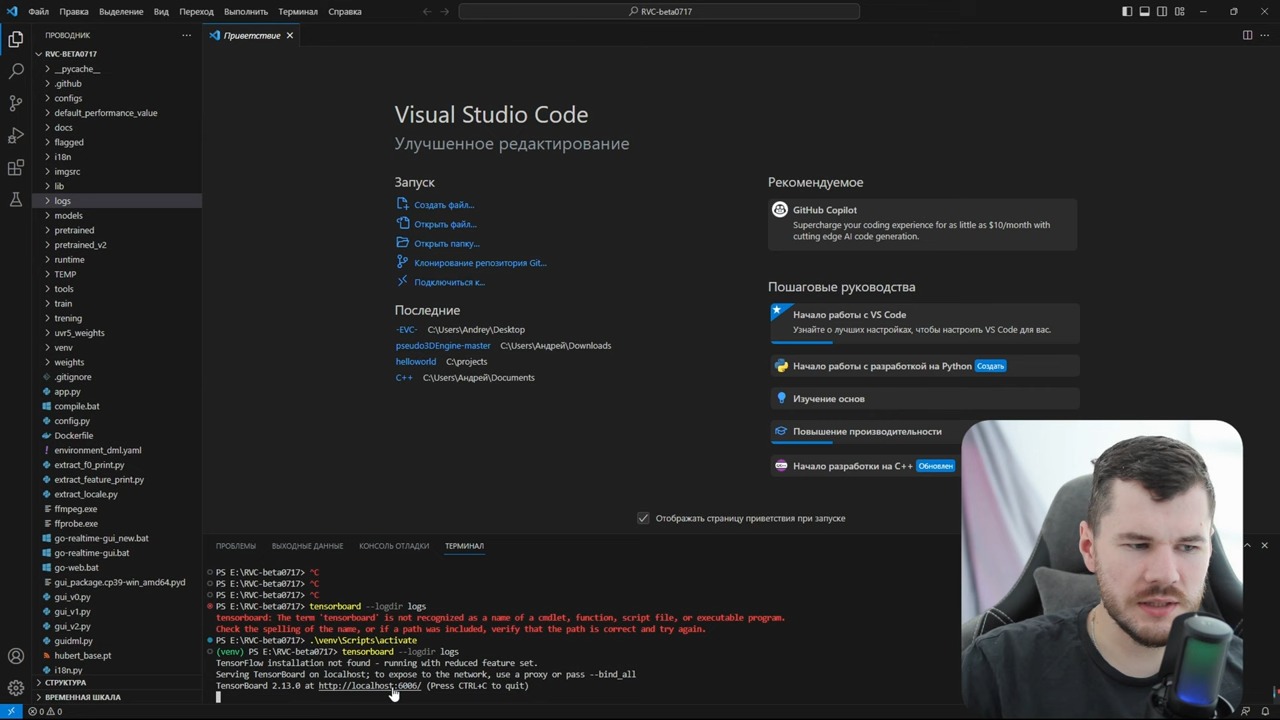 Файл Правка Выделение Вид Переход Выполнить Терминал Справка
RVC-beta0717
ПРОВОДНИК
Приветствие
RVC-BETA0717
__pycache__
.github
configs
default_performance_value
docs
flagged
i18n
imgsrc
lib
logs
models
pretrained
pretrained_v2
runtime
TEMP
tools
train
trening
uvr5_weights
venv
weights
.gitignore
app.py
compile.bat
config.py
Dockerfile
environment_dml.yaml
extract_f0_print.py
extract_feature_print.py
extract_locale.py
ffmpeg.exe
ffprobe.exe
go-realtime-gui_new.bat
go-realtime-gui.bat
go-web.bat
gui_package.cp39-win_amd64.pyd
gui_v0.py
gui_v1.py
gui_v2.py
guidml.py
hubert_base.pt
i18n.py
СТРУКТУРА
ВРЕМЕННАЯ ШКАЛА
Visual Studio Code
Улучшенное редактирование
Запуск
Создать файл...
Открыть файл...
Открыть папку...
Клонирование репозитория Git...
Подключиться к...
Последние
-EVC- C:\Users\Andrey\Desktop
pseudo3DEngine-master C:\Users\Андрей\Downloads
helloworld C:\projects
C++ C:\Users\Андрей\Documents
Рекомендуемое
GitHub Copilot
Supercharge your coding experience for as little as $10/month with
cutting edge AI code generation.
Пошаговые руководства
Начало работы с VS Code
Узнайте о лучших настройках, чтобы настроить VS Code для вас.
Начало работы с разработкой на Python Создать
Изучение основ
Повышение производительности
Начало разработки на C++ Обновлен
Отображать страницу приветствия при запуске
ПРОБЛЕМЫ ВЫХОДНЫЕ ДАННЫЕ КОНСОЛЬ ОТЛАДКИ ТЕРМИНАЛ
PS E:\RVC-beta0717> ^C
PS E:\RVC-beta0717> ^C
PS E:\RVC-beta0717> ^C
PS E:\RVC-beta0717> tensorboard --logdir logs
tensorboard: The term 'tensorboard' is not recognized as a name of a cmdlet, function, script file, or executable program.
Check the spelling of the name, or if a path was included, verify that the path is correct and try again.
PS E:\RVC-beta0717> .\venv\Scripts\activate
(venv) PS E:\RVC-beta0717> tensorboard --logdir logs
TensorFlow installation not found - running with reduced feature set.
Serving TensorBoard on localhost; to expose to the network, use a proxy or pass --bind_all
TensorBoard 2.13.0 at http://localhost:6006/ (Press CTRL+C to quit)
0 0